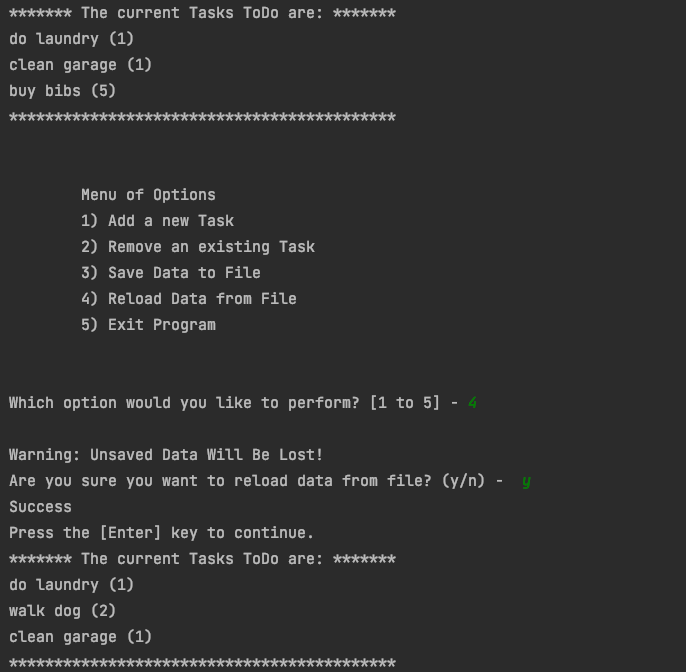 ******* The current Tasks ToDo are: *******
do laundry (1)
clean garage (1)
buy bibs (5)
*******************************************
Menu of Options
1) Add a new Task
2) Remove an existing Task
3) Save Data to File
4) Reload Data from File
5) Exit Program
Which option would you like to perform? [1 to 5] - 4
Warning: Unsaved Data Will Be Lost!
Are you sure you want to reload data from file? (y/n) -  y
Success
Press the [Enter] key to continue.
******* The current Tasks ToDo are: *******
do laundry (1)
walk dog (2)
clean garage (1)
*******************************************